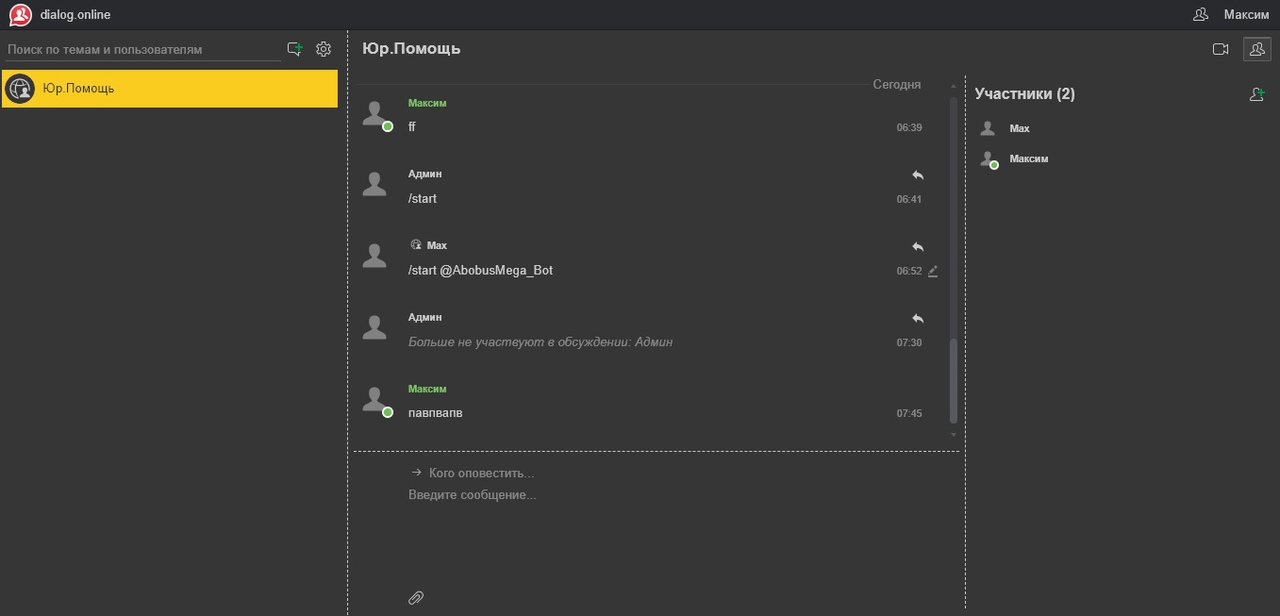 dialog.online
Максим
Поиск по темам и пользователям
Юр.Помощь
Юр.Помощь
Сегодня
Максим
ff
06:39
Админ
/start
06:41
Max
/start @AbobusMega_Bot
06:52
Админ
Больше не участвуют в обсуждении: Админ
07:30
Максим
павпвапв
07:45
Кого оповестить...
Введите сообщение...
Участники (2)
Max
Максим